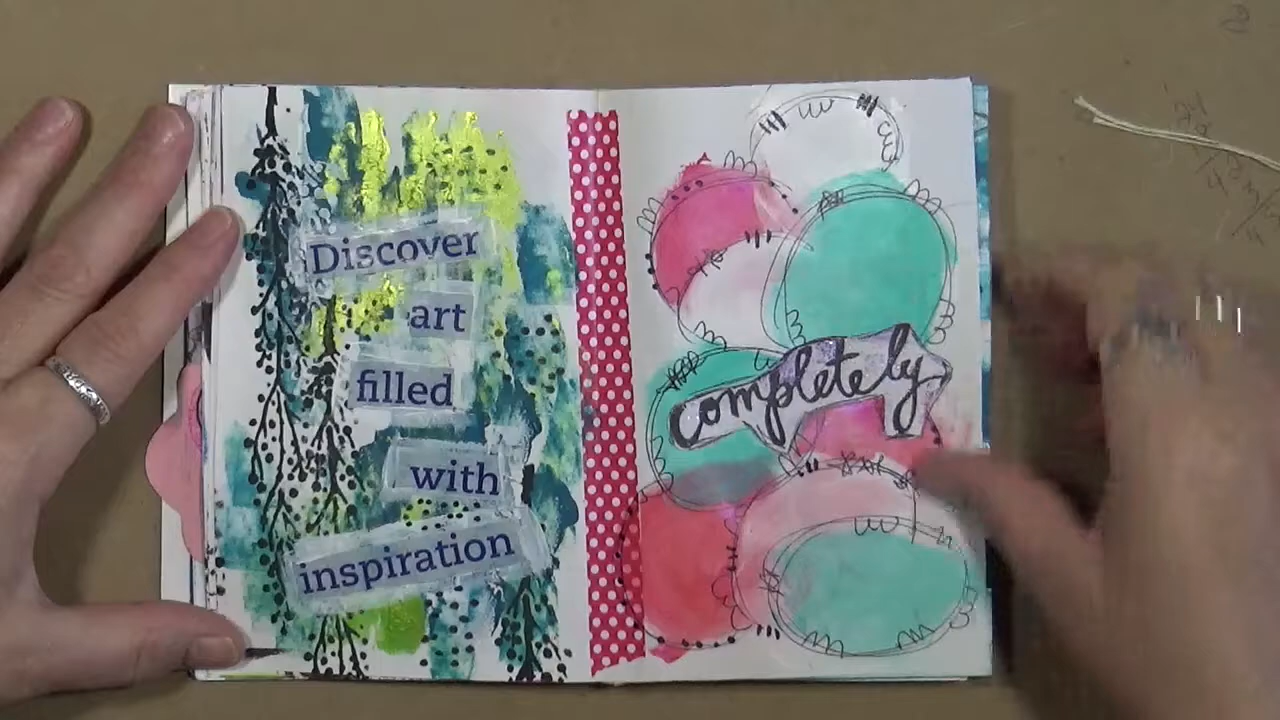 Discover
art
filled
with
inspiration
completely